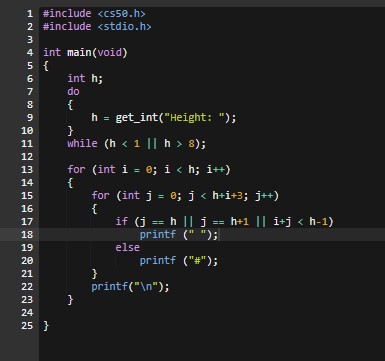 1 #include <cs50.h>
2 #include <stdio.h>
3
4 int main(void)
5 {
6     int h;
7     do
8     {
9         h = get_int("Height: ");
10     }
11     while (h < 1 || h > 8);
12
13     for (int i = 0; i < h; i++)
14     {
15         for (int j = 0; j < h+i+3; j++)
16         {
17             if (j == h || j == h+1 || i+j < h-1)
18                 printf (" ");
19             else
20                 printf ("#");
21         }
22         printf("\n");
23     }
24
25 }